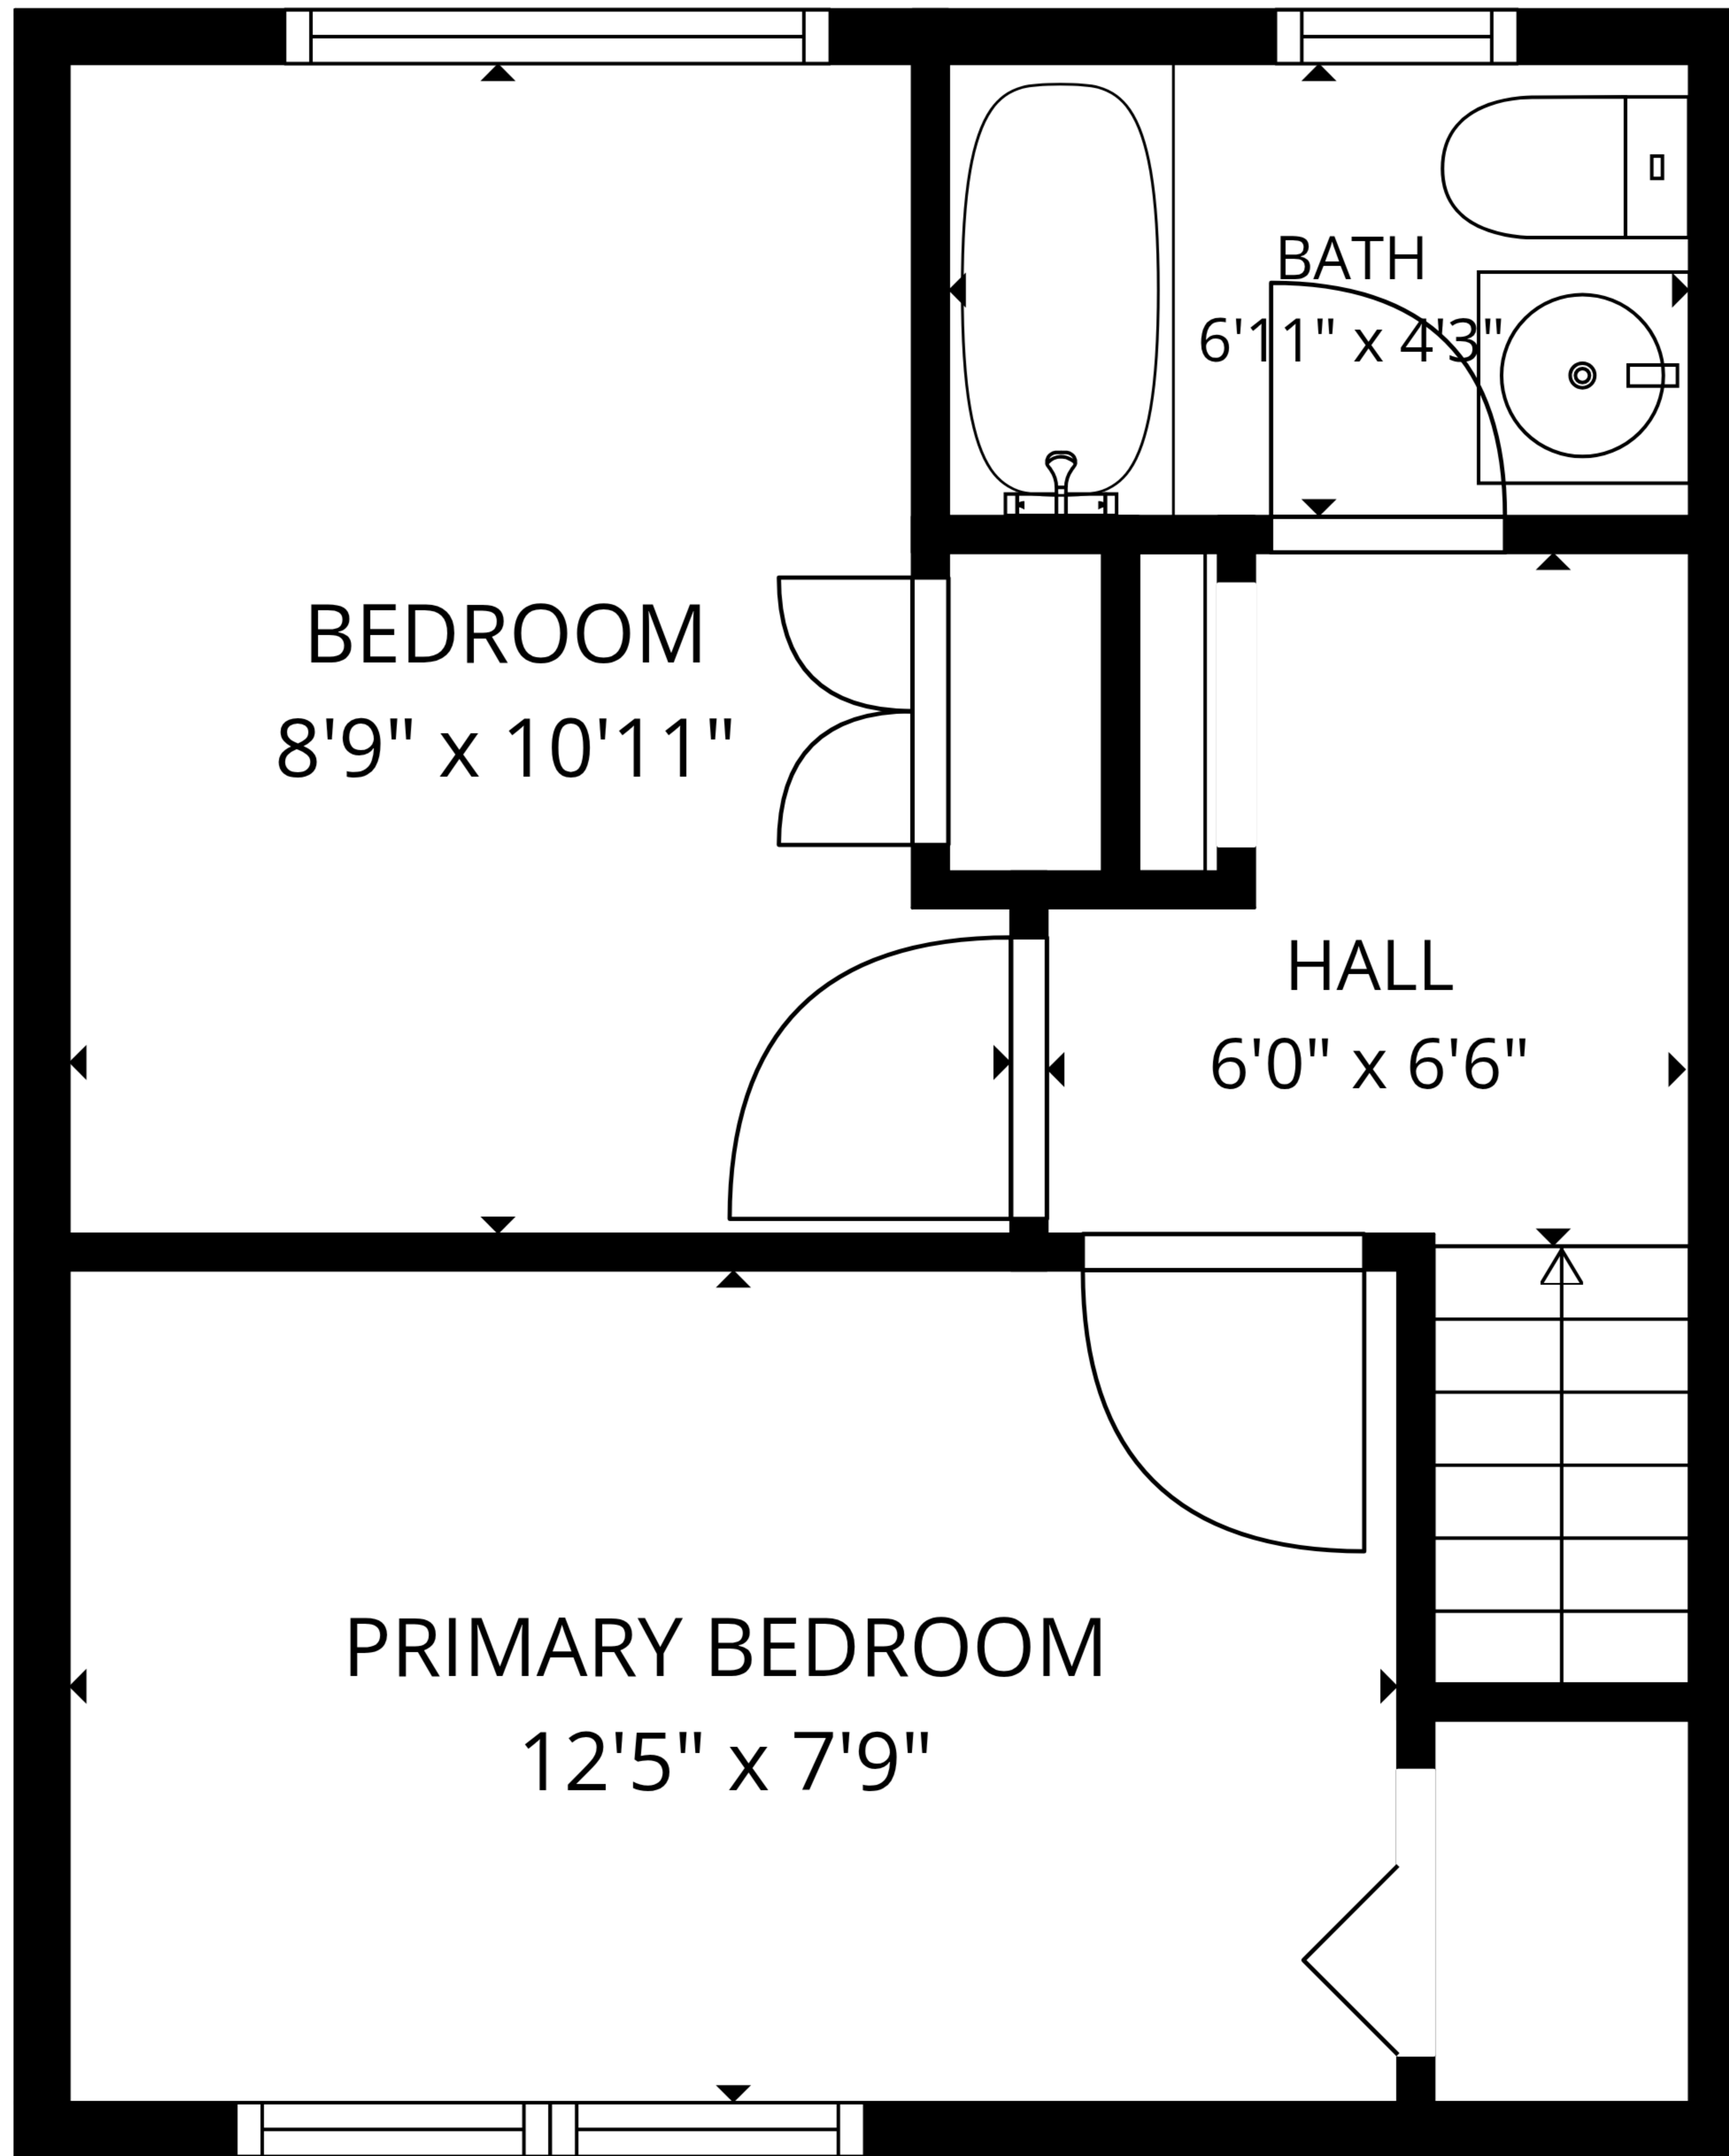 BATH
6'11" x 4'3"
BEDROOM
8'9" x 10'11"
HALL
6'0" x 6'6"
PRIMARY BEDROOM
12'5" x 7'9"